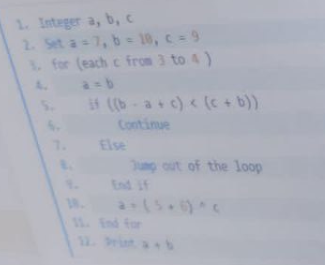 1. Integer a, b, c
2. Set a = 7, b = 10, c = 9
3. for (each c from 3 to 4 )
4. a = b
5. if ((b - a + c) < (c + b))
6. Continue
7. Else
8. Jump out of the loop
9. End if
10. a = ( 5 + 6) ^ c
11. End for
12. Print a + b